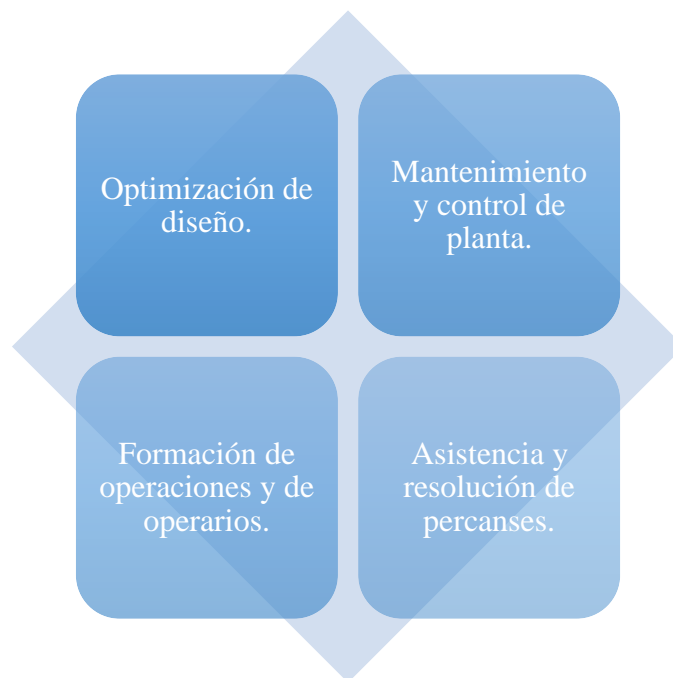 Optimización de
diseño.
Mantenimiento
y control de
planta.
Formación de
operaciones y de
operarios.
Asistencia y
resolución de
percanses.